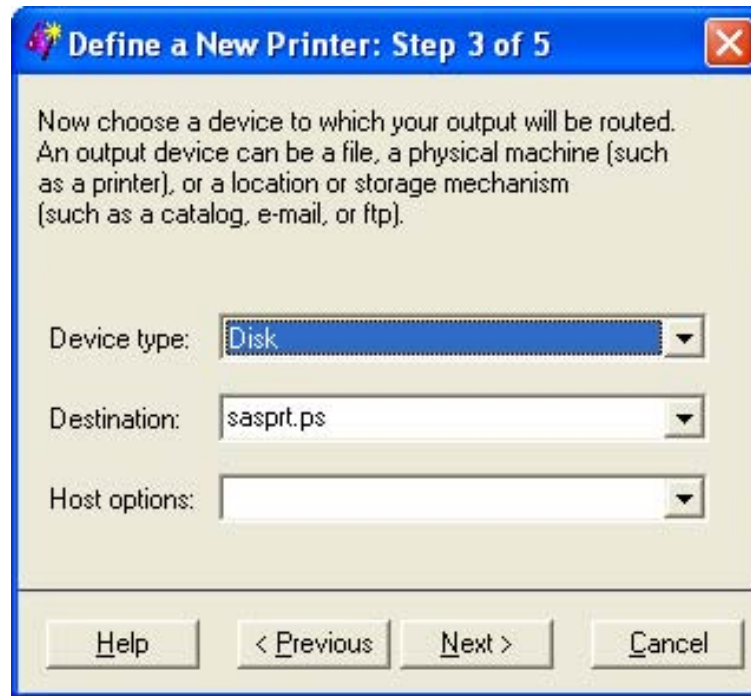 Define a New Printer: Step 3 of 5
Now choose a device to which your output will be routed.
An output device can be a file, a physical machine (such
as a printer), or a location or storage mechanism
(such as a catalog, e-mail, or ftp).
Device type: Disk
Destination: sasprt.ps
Host options:
Help < Previous Next > Cancel